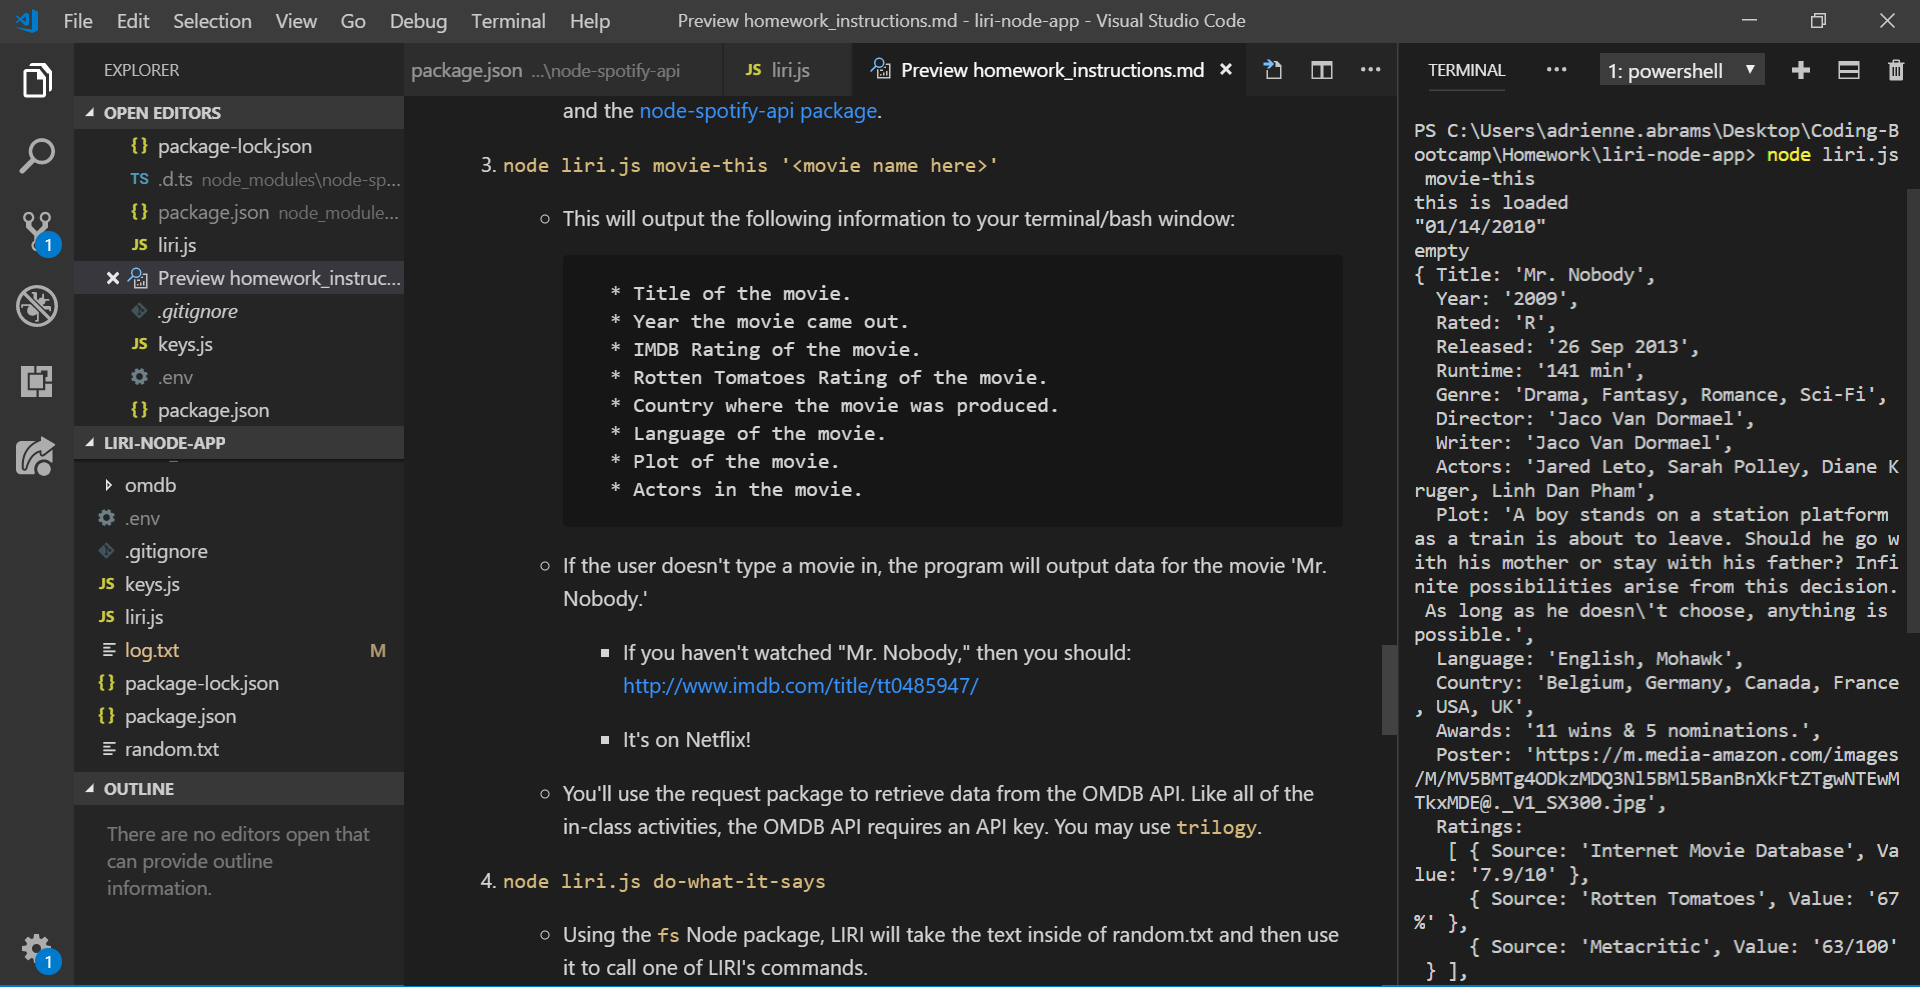 File Edit Selection View Go Debug Terminal Help
Preview homework_instructions.md - liri-node-app - Visual Studio Code
EXPLORER
OPEN EDITORS
{} package-lock.json
TS .d.ts node_modules\node-sp...
{} package.json node_module...
JS liri.js
Preview homework_instruc...
.gitignore
JS keys.js
.env
{} package.json
LIRI-NODE-APP
omdb
.env
.gitignore
JS keys.js
JS liri.js
log.txt M
{} package-lock.json
{} package.json
random.txt
OUTLINE
There are no editors open that
can provide outline
information.
1
1
package.json ...\node-spotify-api
JS liri.js
Preview homework_instructions.md
and the node-spotify-api package.
3. node liri.js movie-this '<movie name here>'
This will output the following information to your terminal/bash window:
* Title of the movie.
* Year the movie came out.
* IMDB Rating of the movie.
* Rotten Tomatoes Rating of the movie.
* Country where the movie was produced.
* Language of the movie.
* Plot of the movie.
* Actors in the movie.
If the user doesn't type a movie in, the program will output data for the movie 'Mr.
Nobody.'
If you haven't watched "Mr. Nobody," then you should:
http://www.imdb.com/title/tt0485947/
It's on Netflix!
You'll use the request package to retrieve data from the OMDB API. Like all of the
in-class activities, the OMDB API requires an API key. You may use trilogy.
4. node liri.js do-what-it-says
Using the fs Node package, LIRI will take the text inside of random.txt and then use
it to call one of LIRI's commands.
TERMINAL
1: powershell
PS C:\Users\adrienne.abrams\Desktop\Coding-B
ootcamp\Homework\liri-node-app> node liri.js
movie-this
this is loaded
"01/14/2010"
empty
{ Title: 'Mr. Nobody',
Year: '2009',
Rated: 'R',
Released: '26 Sep 2013',
Runtime: '141 min',
Genre: 'Drama, Fantasy, Romance, Sci-Fi',
Director: 'Jaco Van Dormael',
Writer: 'Jaco Van Dormael',
Actors: 'Jared Leto, Sarah Polley, Diane K
ruger, Linh Dan Pham',
Plot: 'A boy stands on a station platform
as a train is about to leave. Should he go w
ith his mother or stay with his father? Infi
nite possibilities arise from this decision.
As long as he doesn\'t choose, anything is
possible.',
Language: 'English, Mohawk',
Country: 'Belgium, Germany, Canada, France
, USA, UK',
Awards: '11 wins & 5 nominations.',
Poster: 'https://m.media-amazon.com/images
/M/MV5BMTg4ODkzMDQ3Nl5BMl5BanBnXkFtZTgwNTEwM
TkxMDE@._V1_SX300.jpg',
Ratings:
[ { Source: 'Internet Movie Database', Va
lue: '7.9/10' },
{ Source: 'Rotten Tomatoes', Value: '67
%' },
{ Source: 'Metacritic', Value: '63/100'
} ],